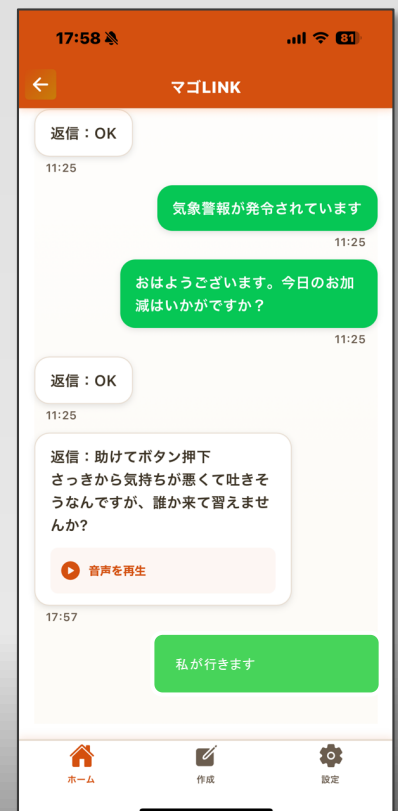 17:58
81
マゴLINK
返信：OK
11:25
気象警報が発令されています
11:25
おはようございます。今日のお加
減はいかがですか？
11:25
返信：OK
11:25
返信：助けてボタン押下
さっきから気持ちが悪くて吐きそ
うなんですが、誰か来て習えませ
んか?
音声を再生
17:57
私が行きます
ホーム
作成
設定